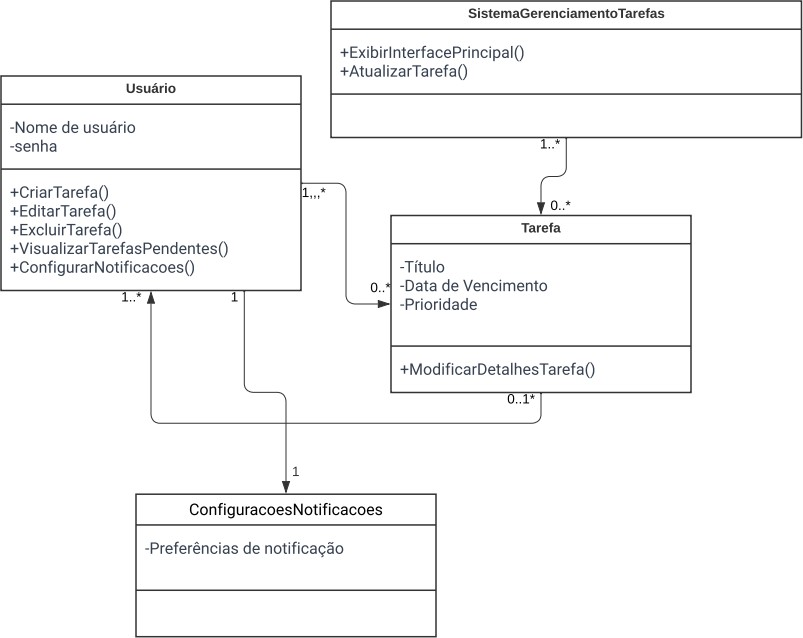 SistemaGerenciamentoTarefas
+ExibirInterfacePrincipal()
+AtualizarTarefa()
1..*
Usuário
-Nome de usuário
-senha
+CriarTarefa()
+EditarTarefa()
+ExcluirTarefa()
+VisualizarTarefasPendentes()
+ConfigurarNotificacoes()
1,,,*
0..*
0..*
Tarefa
-Título
-Data de Vencimento
-Prioridade
+ModificarDetalhesTarefa()
1..*
1
0..1*
1
ConfiguracoesNotificacoes
-Preferências de notificação